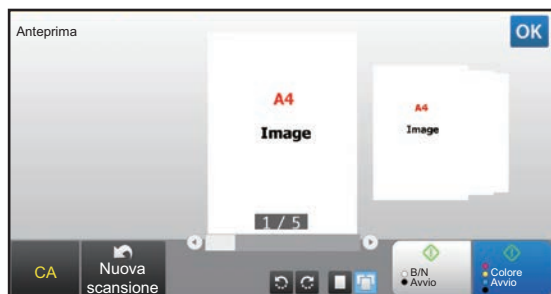 Anteprima
OK
A4
Image
A4
Image
1 / 5
CA
Nuova
scansione
B/N
Avvio
Colore
Avvio